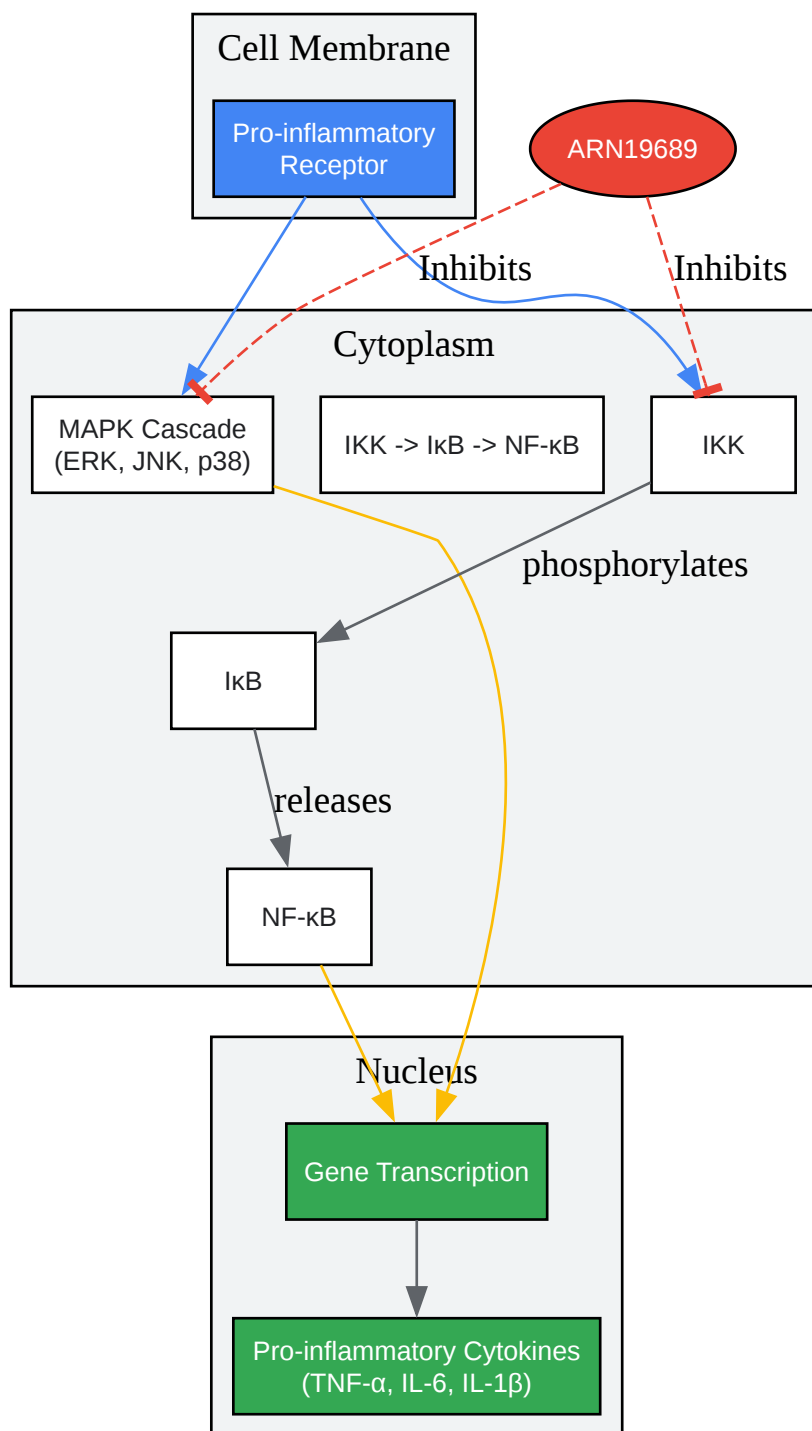 Cell Membrane
Pro-inflammatory
Receptor
ARN19689
Inhibits
Inhibits
Cytoplasm
MAPK Cascade
(ERK, JNK, p38)
IKK -> IκB -> NF-κB
IKK
phosphorylates
IκB
releases
NF-κB
Nucleus
Gene Transcription
Pro-inflammatory Cytokines
(TNF-α, IL-6, IL-1β)